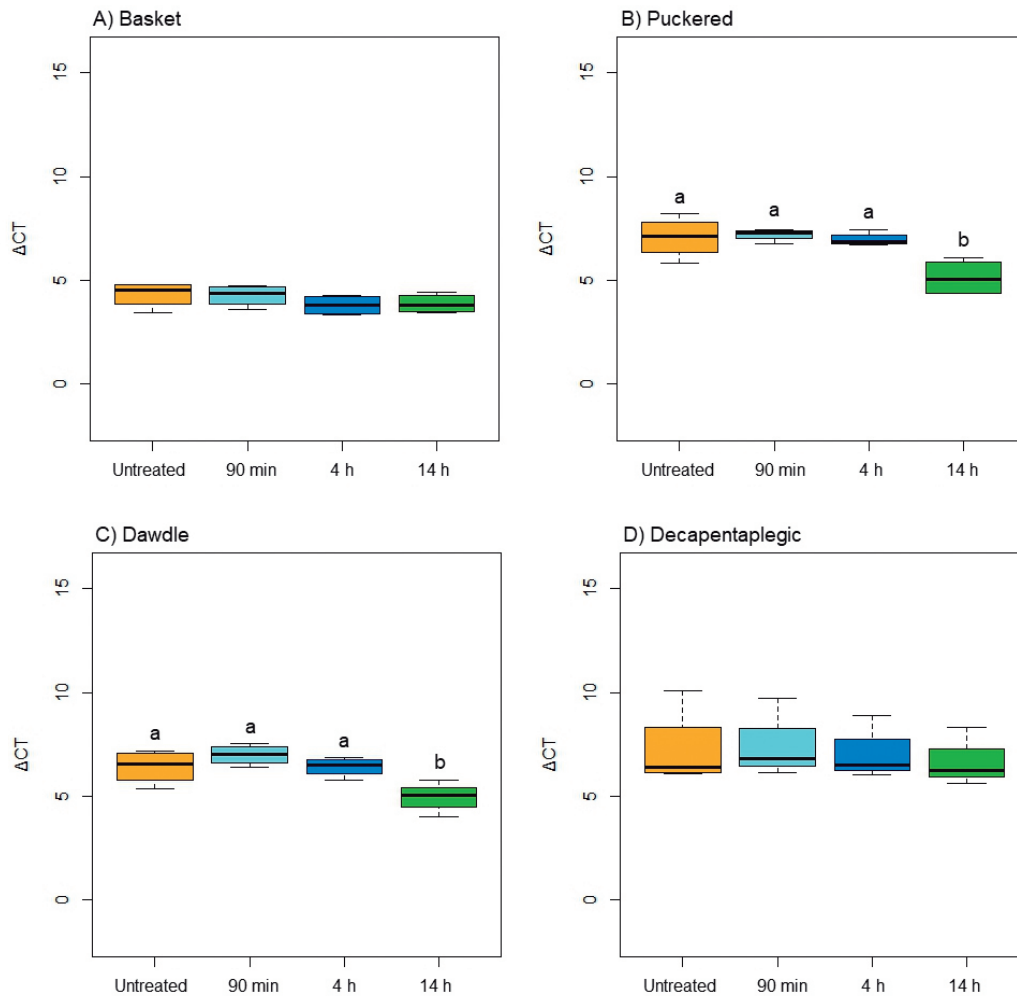 A) Basket
15
10
5
0
ΔCT
Untreated 90 min 4 h 14 h
B) Puckered
15
10
5
0
ΔCT
a a a b
Untreated 90 min 4 h 14 h
C) Dawdle
15
10
5
0
ΔCT
a a a b
Untreated 90 min 4 h 14 h
D) Decapentaplegic
15
10
5
0
ΔCT
Untreated 90 min 4 h 14 h